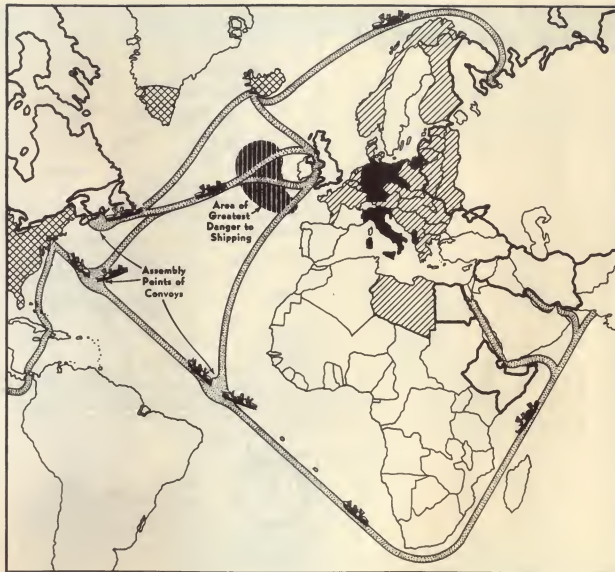 Area of
Greatest
Danger to
Shipping
Assembly
Points of
Convoys